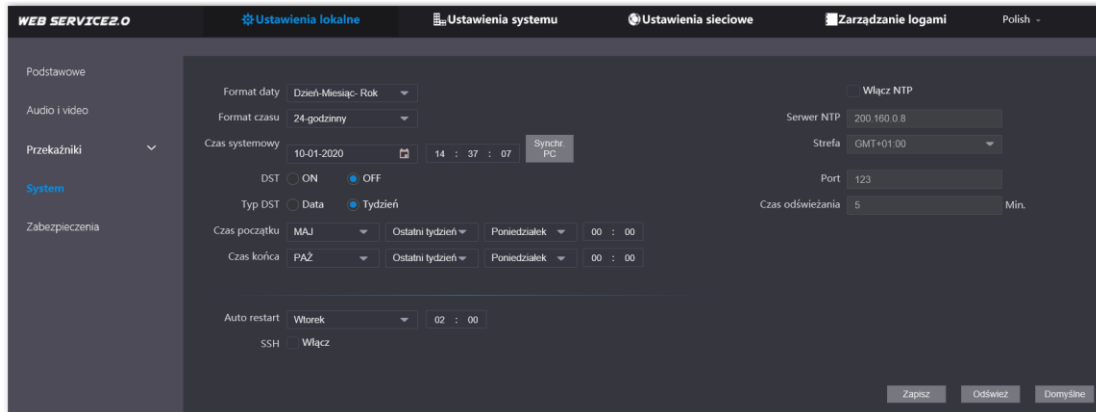 WEB SERVICE2.0 Ustawienia lokalne Ustawienia systemu Ustawienia sieciowe Zarządzanie logami Polish
Podstawowe
Audio i video
Przekaźniki
System
Zabezpieczenia
Format daty Dzień-Miesiąc- Rok
Format czasu 24-godzinny
Czas systemowy 10-01-2020 14 : 37 : 07 Synchr. PC
DST ON OFF
Typ DST Data Tydzień
Czas początku MAJ Ostatni tydzień Poniedziałek 00 : 00
Czas końca PAŹ Ostatni tydzień Poniedziałek 00 : 00
Auto restart Wtorek 02 : 00
SSH Włącz
Włącz NTP
Serwer NTP 200.160.0.8
Strefa GMT+01:00
Port 123
Czas odświeżania 5 Min.
Zapisz Odśwież Domyślne